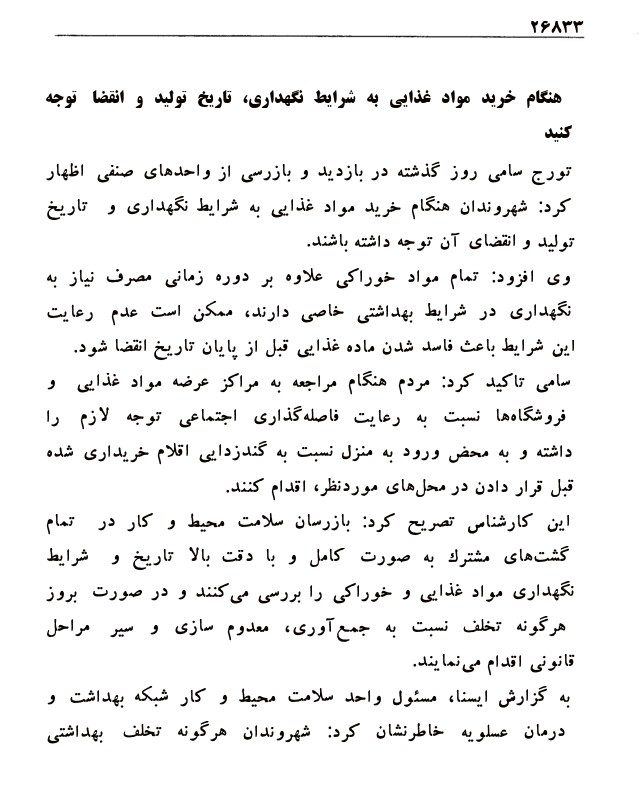 ۲۶۸۳۳
هنگام خرید مواد غذایی به شرایط نگهداری، تاریخ تولید و انقضا توجه
کنید
تورج سامی روز گذشته در بازدید و بازرسی از واحدهای صنفی اظهار
کرد: شهروندان هنگام خرید مواد غذایی به شرایط نگهداری و تاریخ
تولید و انقضای آن توجه داشته باشند.
وی افزود: تمام مواد خوراکی علاوه بر دوره زمانی مصرف نیاز به
نگهداری در شرایط بهداشتی خاصی دارند، ممکن است عدم رعایت
این شرایط باعث فاسد شدن ماده غذایی قبل از پایان تاریخ انقضا شود.
سامی تاکید کرد: مردم هنگام مراجعه به مراکز عرضه مواد غذایی و
فروشگاه‌ها نسبت به رعایت فاصله‌گذاری اجتماعی توجه لازم را
داشته و به محض ورود به منزل نسبت به گندزدایی اقلام خریداری شده
قبل قرار دادن در محل‌های موردنظر، اقدام کنند.
این کارشناس تصریح کرد: بازرسان سلامت محیط و کار در تمام
گشت‌های مشترك به صورت کامل و با دقت بالا تاریخ و شرایط
نگهداری مواد غذایی و خوراکی را بررسی می‌کنند و در صورت بروز
هرگونه تخلف نسبت به جمع‌آوری، معدوم سازی و سیر مراحل
قانونی اقدام می‌نمایند.
به گزارش ایسنا، مسئول واحد سلامت محیط و کار شبکه بهداشت و
درمان عسلویه خاطرنشان کرد: شهروندان هرگونه تخلف بهداشتی